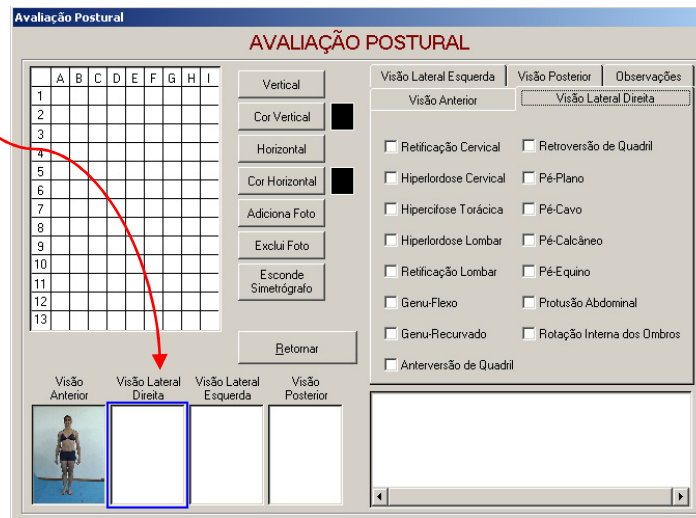 Avaliação Postural
AVALIAÇÃO POSTURAL
A B C D E F G H I
1
2
3
4
5
6
7
8
9
10
11
12
13
Vertical
Cor Vertical
Horizontal
Cor Horizontal
Adiciona Foto
Exclui Foto
Esconde
Simetrógrafo
Retornar
Visão Lateral Esquerda Visão Posterior Observações
Visão Anterior Visão Lateral Direita
Retificação Cervical Retroversão de Quadril
Hiperlordose Cervical Pé-Plano
Hipercifose Torácica Pé-Cavo
Hiperlordose Lombar Pé-Calcâneo
Retificação Lombar Pé-Equino
Genu-Flexo Protusão Abdominal
Genu-Recurvado Rotação Interna dos Ombros
Anterversão de Quadril
Visão Visão Lateral Visão Lateral Visão
Anterior Direita Esquerda Posterior